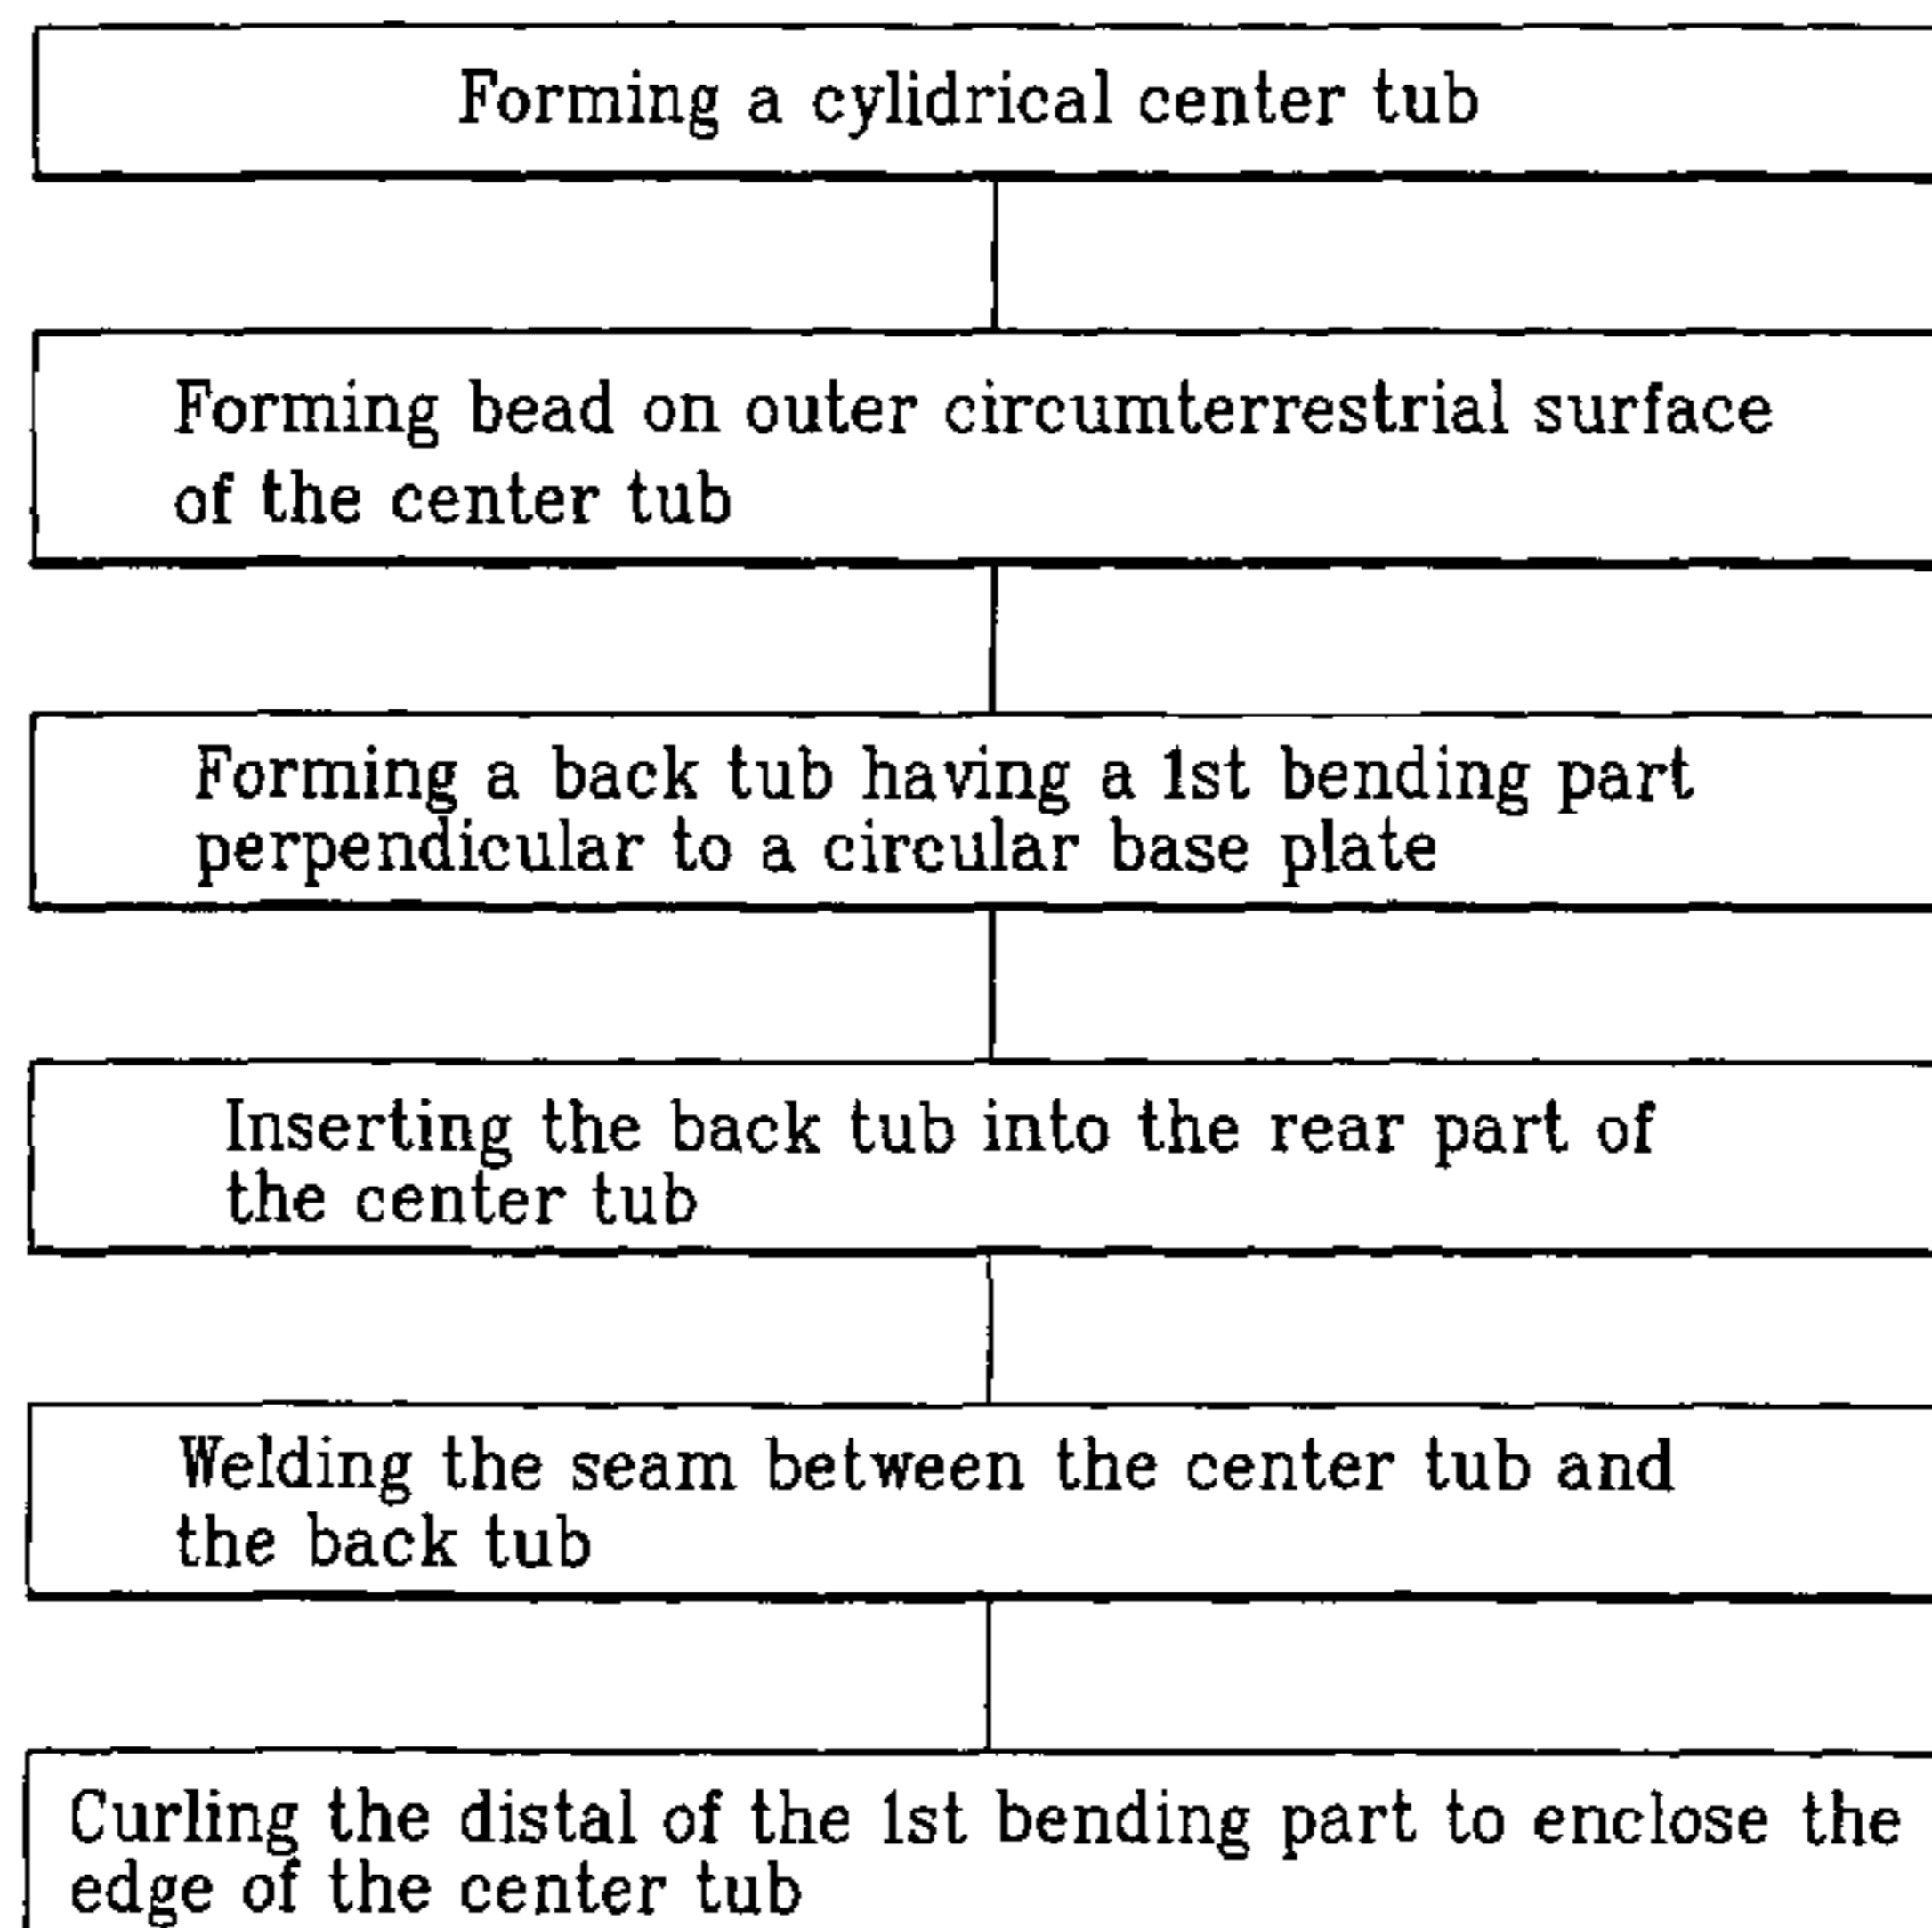 Forming a cylidrical center tub
Forming bead on outer circumterrestrial surface
of the center tub
Forming a back tub having a 1st bending part
perpendicular to a circular base plate
Inserting the back tub into the rear part of
the center tub
Welding the seam between the center tub and
the back tub
Curling the distal of the 1st bending part to enclose the
edge of the center tub